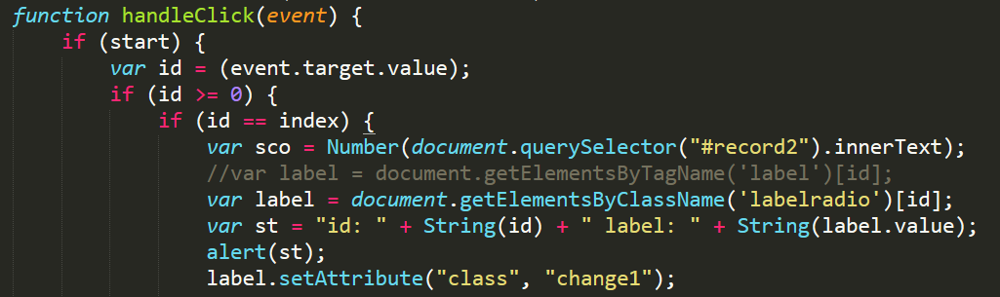 function handleClick(event) {
if (start) {
var id = (event.target.value);
if (id >= 0) {
if (id == index) {
var sco = Number(document.querySelector("#record2").innerText);
//var label = document.getElementsByTagName('label')[id];
var label = document.getElementsByClassName('labelradio')[id];
var st = "id: " + String(id) + " label: " + String(label.value);
alert(st);
label.setAttribute("class", "change1");